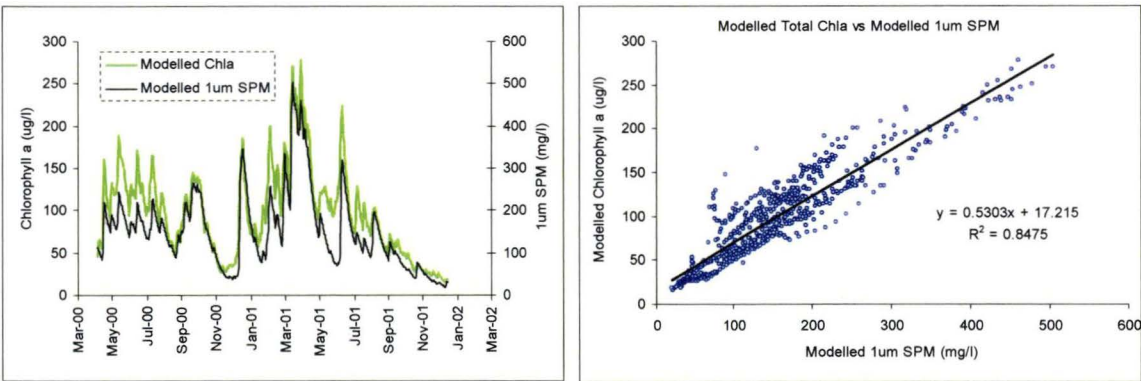 300
250
200
150
100
50
0
Chlorophyll a (ug/l)
Modelled Chla
Modelled 1um SPM
600
500
400
300
200
100
0
1um SPM (mg/l)
Mar-00
May-00
Jul-00
Sep-00
Nov-00
Jan-01
Mar-01
May-01
Jul-01
Sep-01
Nov-01
Jan-02
Mar-02
Modelled Total Chla vs Modelled 1um SPM
300
250
200
150
100
50
0
Modelled Chlorophyll a (ug/l)
y = 0.5303x + 17.215
R² = 0.8475
0 100 200 300 400 500 600
Modelled 1um SPM (mg/l)